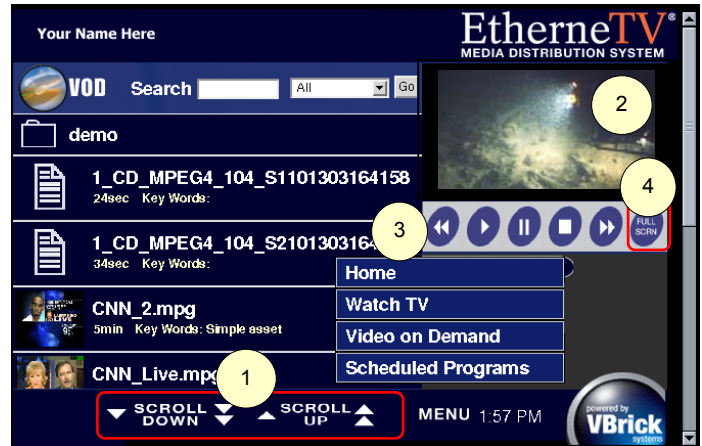 Your Name Here
EtherneTV®
MEDIA DISTRIBUTION SYSTEM
VOD Search All Go
demo
1_CD_MPEG4_104_S1101303164158
24sec Key Words:
1_CD_MPEG4_104_S2101303164
34sec Key Words:
CNN_2.mpg
5min Key Words: Simple asset
CNN_Live.mpg
2
4
3
FULL
SCRN
Home
Watch TV
Video on Demand
Scheduled Programs
1
SCROLL DOWN
SCROLL UP
MENU 1:57 PM
powered by
VBrick
systems